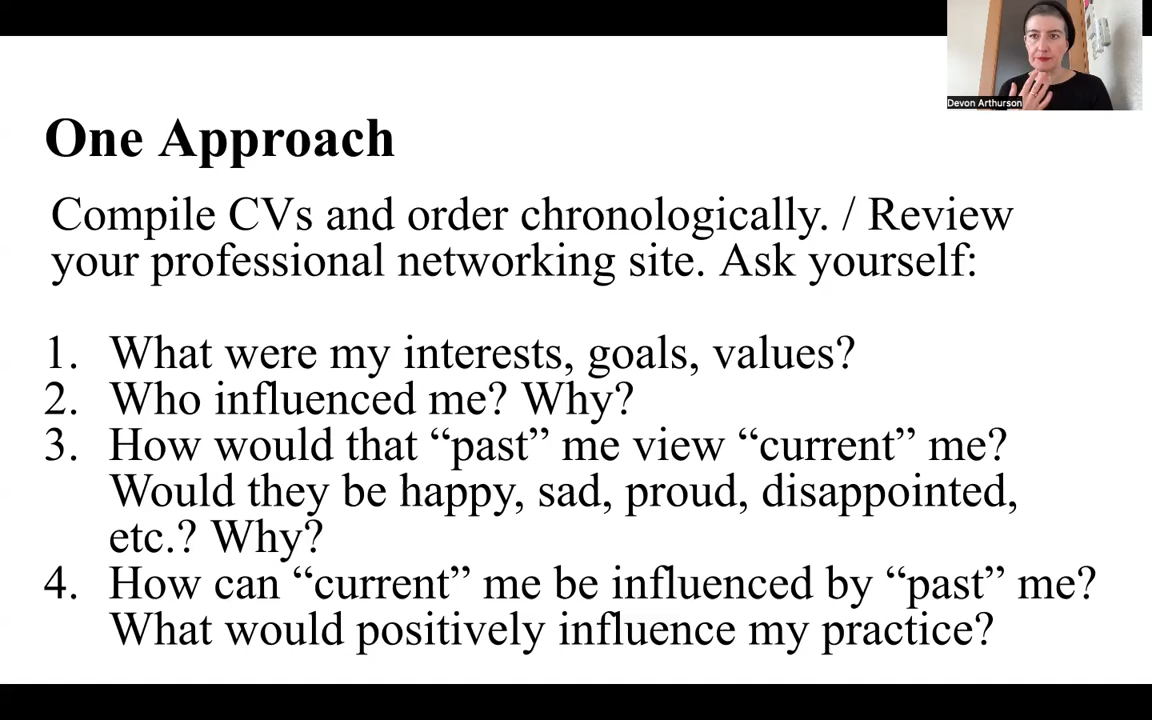 Devon Arthurson
One Approach
Compile CVs and order chronologically. / Review
your professional networking site. Ask yourself:
1. What were my interests, goals, values?
2. Who influenced me? Why?
3. How would that “past” me view “current” me?
Would they be happy, sad, proud, disappointed,
etc.? Why?
4. How can “current” me be influenced by “past” me?
What would positively influence my practice?